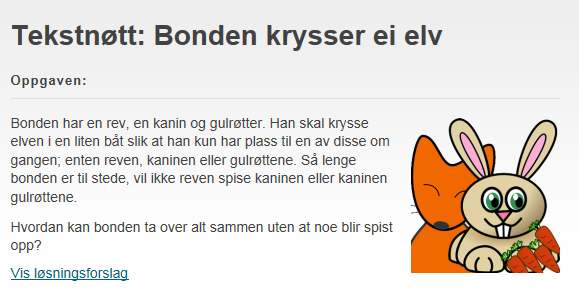 Tekstnøtt: Bonden krysser ei elv
Oppgaven:
Bonden har en rev, en kanin og gulrøtter. Han skal krysse
elven i en liten båt slik at han kun har plass til en av disse om
gangen; enten reven, kaninen eller gulrøttene. Så lenge
bonden er til stede, vil ikke reven spise kaninen eller kaninen
gulrøttene.
Hvordan kan bonden ta over alt sammen uten at noe blir spist
opp?
Vis løsningsforslag